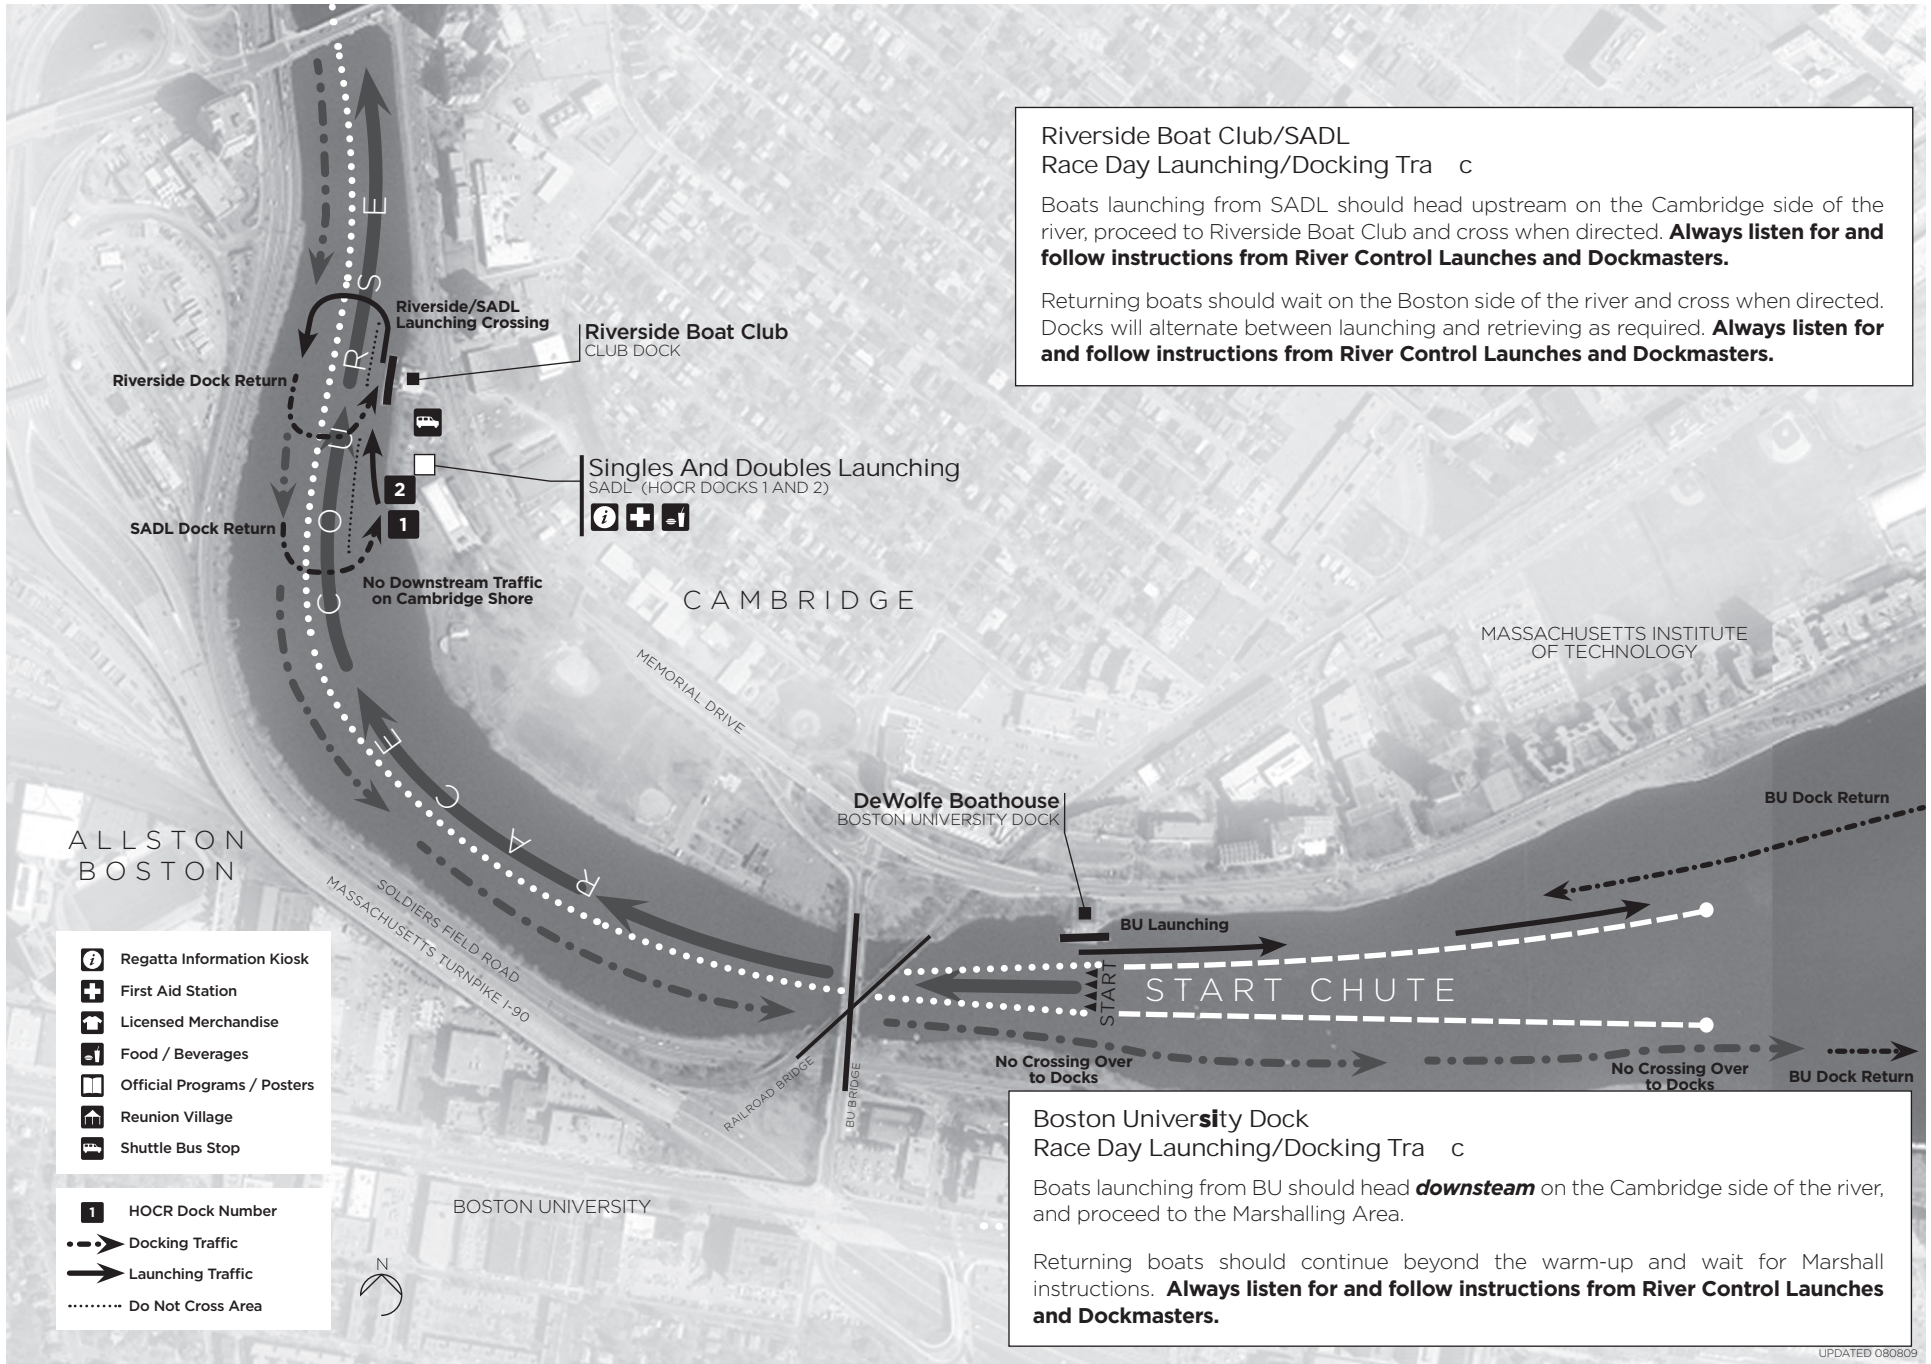 Riverside Boat Club/SADL
Race Day Launching/Docking Tra c
Boats launching from SADL should head upstream on the Cambridge side of the
river, proceed to Riverside Boat Club and cross when directed. Always listen for and
follow instructions from River Control Launches and Dockmasters.
Returning boats should wait on the Boston side of the river and cross when directed.
Docks will alternate between launching and retrieving as required. Always listen for
and follow instructions from River Control Launches and Dockmasters.
Riverside/SADL
Launching Crossing
Riverside Boat Club
CLUB DOCK
Riverside Dock Return
Singles And Doubles Launching
SADL (HOCR DOCKS 1 AND 2)
i
2
1
SADL Dock Return
No Downstream Traffic
on Cambridge Shore
RACE COURSE
CAMBRIDGE
MASSACHUSETTS INSTITUTE
OF TECHNOLOGY
MEMORIAL DRIVE
DeWolfe Boathouse
BOSTON UNIVERSITY DOCK
BU Dock Return
ALLSTON
BOSTON
SOLDIERS FIELD ROAD
MASSACHUSETTS TURNPIKE I-90
BU Launching
START
START CHUTE
No Crossing Over
to Docks
No Crossing Over
to Docks
BU Dock Return
RAILROAD BRIDGE
BU BRIDGE
i Regatta Information Kiosk
First Aid Station
Licensed Merchandise
Food / Beverages
Official Programs / Posters
Reunion Village
Shuttle Bus Stop
1 HOCR Dock Number
Docking Traffic
Launching Traffic
Do Not Cross Area
N
BOSTON UNIVERSITY
Boston University Dock
Race Day Launching/Docking Tra c
Boats launching from BU should head downsteam on the Cambridge side of the river,
and proceed to the Marshalling Area.
Returning boats should continue beyond the warm-up and wait for Marshall
instructions. Always listen for and follow instructions from River Control Launches
and Dockmasters.
UPDATED 080809